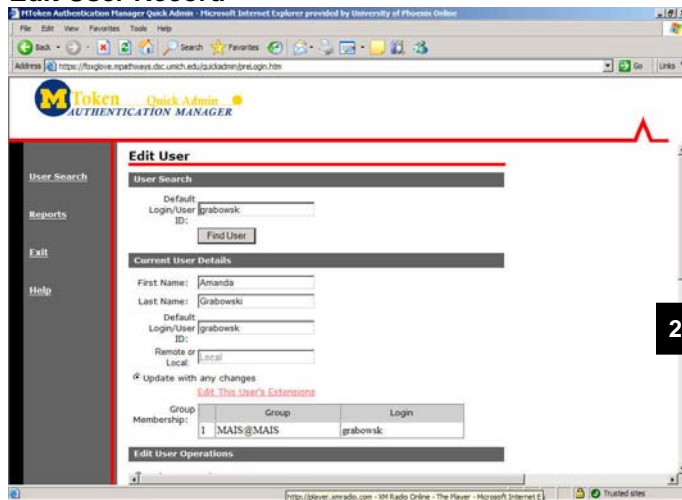 Edit User Record
MToken Authentication Manager Quick Admin - Microsoft Internet Explorer provided by University of Phoenix Online
File Edit View Favorites Tools Help
Back Search Favorites
Address https://foxglove.mpathways.dsc.umich.edu/quickadmin/preLogin.htm Go Links
M Token Quick Admin
AUTHENTICATION MANAGER
Edit User
User Search
User Search
Default
Login/User grabowsk
ID:
Find User
Reports
Exit
Current User Details
Help
First Name: Amanda
Last Name: Grabowski
Default
Login/User grabowsk
ID:
Remote or
Local: Local
2
Update with any changes
Edit This User's Extensions
Group
Membership:
Group Login
1 MAIS@MAIS grabowsk
Edit User Operations
http://player.xmradio.com - XM Radio Online - The Player - Microsoft Internet E
Trusted sites